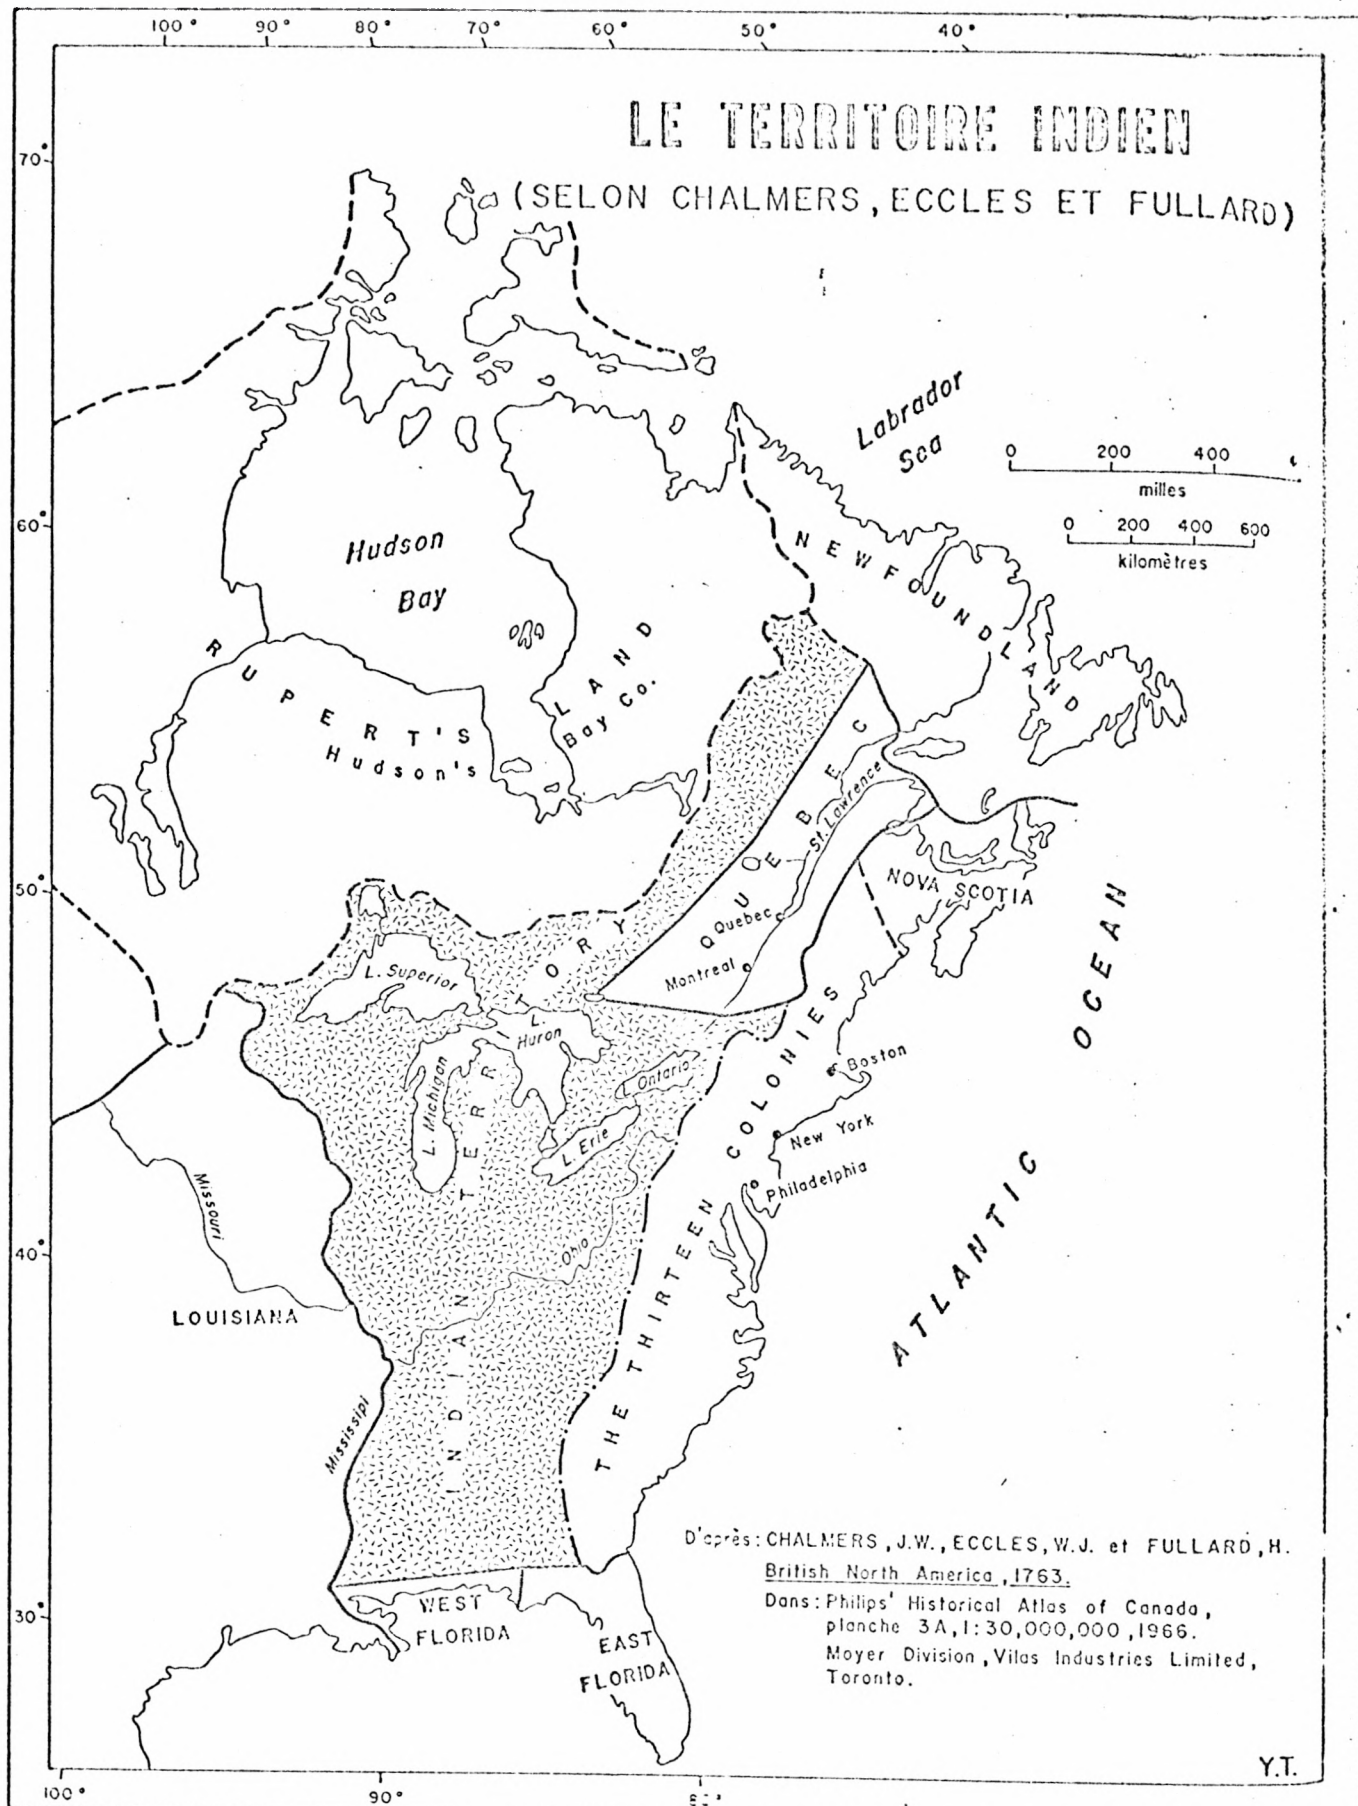 100° 90° 80° 70° 60° 50° 40°
LE TERRITOIRE INDIEN
(SELON CHALMERS, ECCLES ET FULLARD)
70°
60°
50°
40°
30°
Labrador
Sea
0 200 400
milles
0 200 400 600
kilomètres
Hudson
Bay
NEWFOUNDLAND
RUPERT'S LAND
Hudson's Bay Co.
QUEBEC
St. Lawrence
NOVA SCOTIA
Quebec
Montreal
L. Superior
L. Huron
L. Michigan
L. Ontario
L. Erie
INDIAN TERRITORY
Boston
New York
Philadelphia
THE THIRTEEN COLONIES
ATLANTIC OCEAN
Missouri
Ohio
LOUISIANA
Mississipi
WEST
FLORIDA
EAST
FLORIDA
D'après: CHALMERS, J.W., ECCLES, W.J. et FULLARD, H.
British North America, 1763.
Dans: Philips' Historical Atlas of Canada,
planche 3A, 1:30,000,000, 1966.
Moyer Division, Vilas Industries Limited,
Toronto.
Y.T.
100° 90°